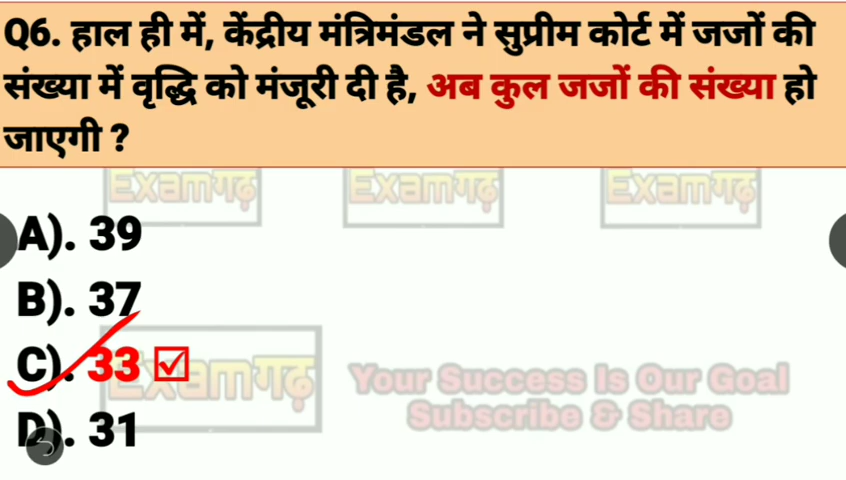 Q6. हाल ही में, केंद्रीय मंत्रिमंडल ने सुप्रीम कोर्ट में जजों की
संख्या में वृद्धि को मंजूरी दी है, अब कुल जजों की संख्या हो
जाएगी ?
Examगढ़ Examगढ़ Examगढ़
A). 39
B). 37
C). 33
Examगढ़
Your Success Is Our Goal
Subscribe & Share
D). 31